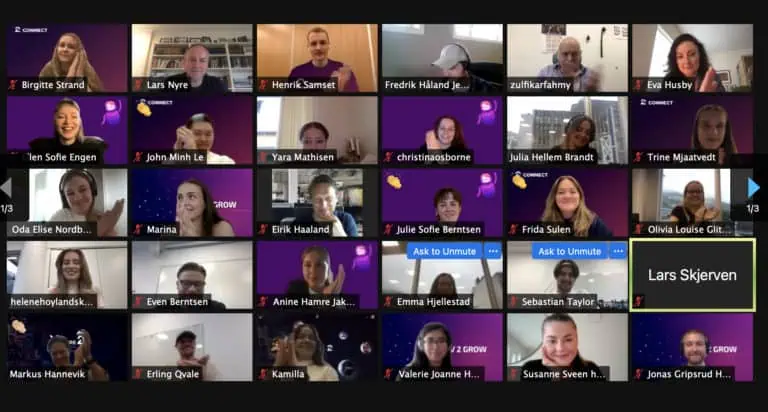 CONNECT
Birgitte Strand
Lars Nyre
Henrik Samset
Fredrik Håland Je...
zulfikarfahmy
Eva Husby
CONNECT
len Sofie Engen
John Minh Le
Yara Mathisen
christinaosborne
Julia Hellem Brandt
CONNECT
Trine Mjaatvedt
1/3
1/3
GROW
CONNECT
Oda Elise Nordb...
Marina
Eirik Haaland
Julie Sofie Berntsen
Frida Sulen
Olivia Louise Glit...
Ask to Unmute
...
Ask to Unmute
...
Lars Skjerven
helenehoylandsk...
Even Berntsen
Anine Hamre Jak...
Emma Hjellestad
Sebastian Taylor
2 GROW
Markus Hannevik
Erling Qvale
Kamilla
Valerie Joanne H...
Susanne Sveen h...
Jonas Gripsrud H...